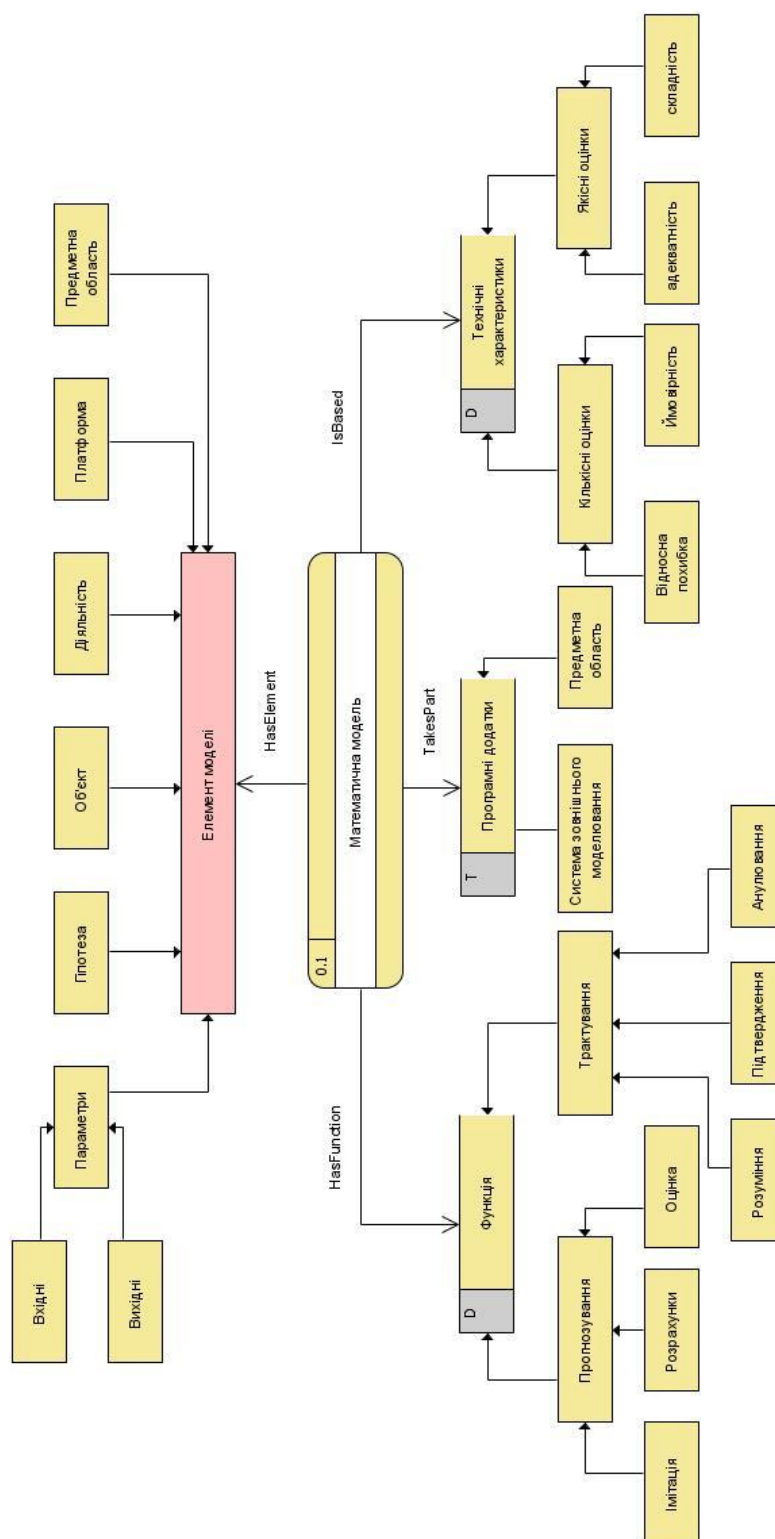 Вхідні
Вихідні
Параметри
Гіпотеза
Об'єкт
Діяльність
Платформа
Предметна
область
Елемент моделі
HasElement
0.1
Математична модель
HasFunction
TakesPart
IsBased
D
Функція
T
Програмні додатки
D
Технічні
характеристики
Прогнозування
Трактування
Система зовнішнього
моделювання
Предметна
область
Кількісні оцінки
Якісні оцінки
Імітація
Розрахунки
Оцінка
Розуміння
Підтвердження
Анулювання
Відносна
похибка
Ймовірність
адекватність
складність